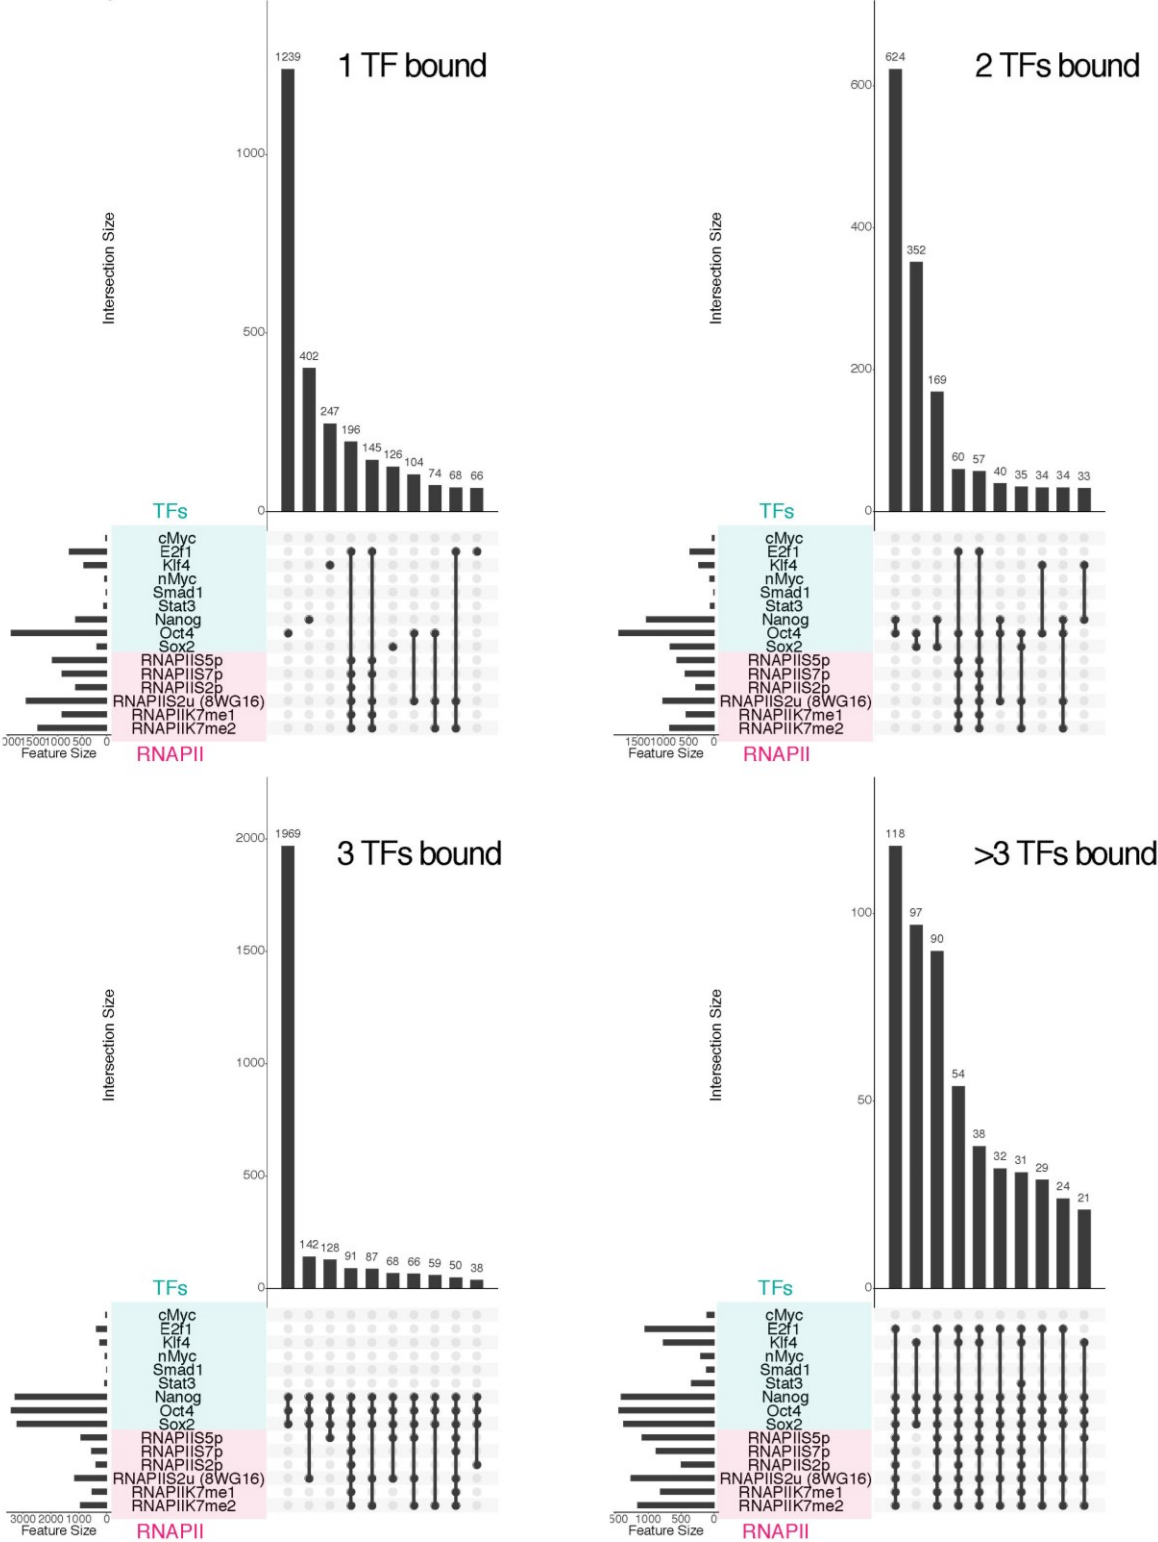 1 TF bound
1239
1000
500
0
402
247
196
145
126
104
74
68
66
Intersection Size
TFs
cMyc
E2f1
Klf4
nMyc
Smad1
Stat3
Nanog
Oct4
Sox2
RNAPIIS5p
RNAPIIS7p
RNAPIIS2p
RNAPIIS2u (8WG16)
RNAPIIK7me1
RNAPIIK7me2
1500 1000 500 0
Feature Size
RNAPII
2 TFs bound
624
600
400
200
0
352
169
60
57
40
35
34
34
33
Intersection Size
TFs
cMyc
E2f1
Klf4
nMyc
Smad1
Stat3
Nanog
Oct4
Sox2
RNAPIIS5p
RNAPIIS7p
RNAPIIS2p
RNAPIIS2u (8WG16)
RNAPIIK7me1
RNAPIIK7me2
1500 1000 500 0
Feature Size
RNAPII
3 TFs bound
2000
1969
1500
1000
500
0
142
128
91
87
68
66
59
50
38
Intersection Size
TFs
cMyc
E2f1
Klf4
nMyc
Smad1
Stat3
Nanog
Oct4
Sox2
RNAPIIS5p
RNAPIIS7p
RNAPIIS2p
RNAPIIS2u (8WG16)
RNAPIIK7me1
RNAPIIK7me2
3000 2000 1000 0
Feature Size
RNAPII
>3 TFs bound
118
100
50
0
97
90
54
38
32
31
29
24
21
Intersection Size
TFs
cMyc
E2f1
Klf4
nMyc
Smad1
Stat3
Nanog
Oct4
Sox2
RNAPIIS5p
RNAPIIS7p
RNAPIIS2p
RNAPIIS2u (8WG16)
RNAPIIK7me1
RNAPIIK7me2
1000 500 0
Feature Size
RNAPII